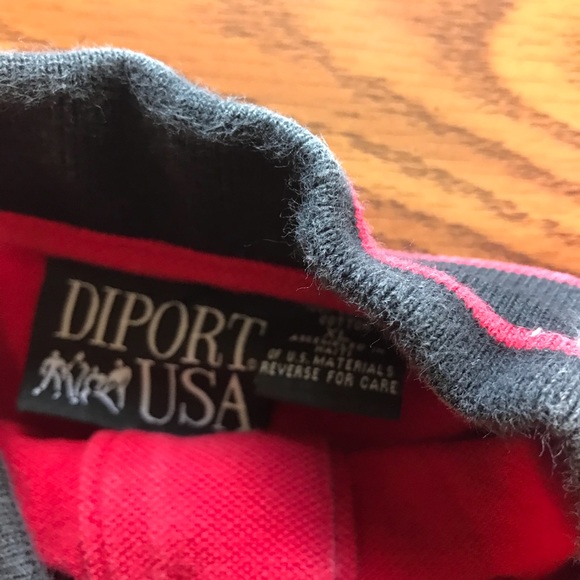 DIPORT
USA
OF U.S. MATERIALS
REVERSE FOR CARE